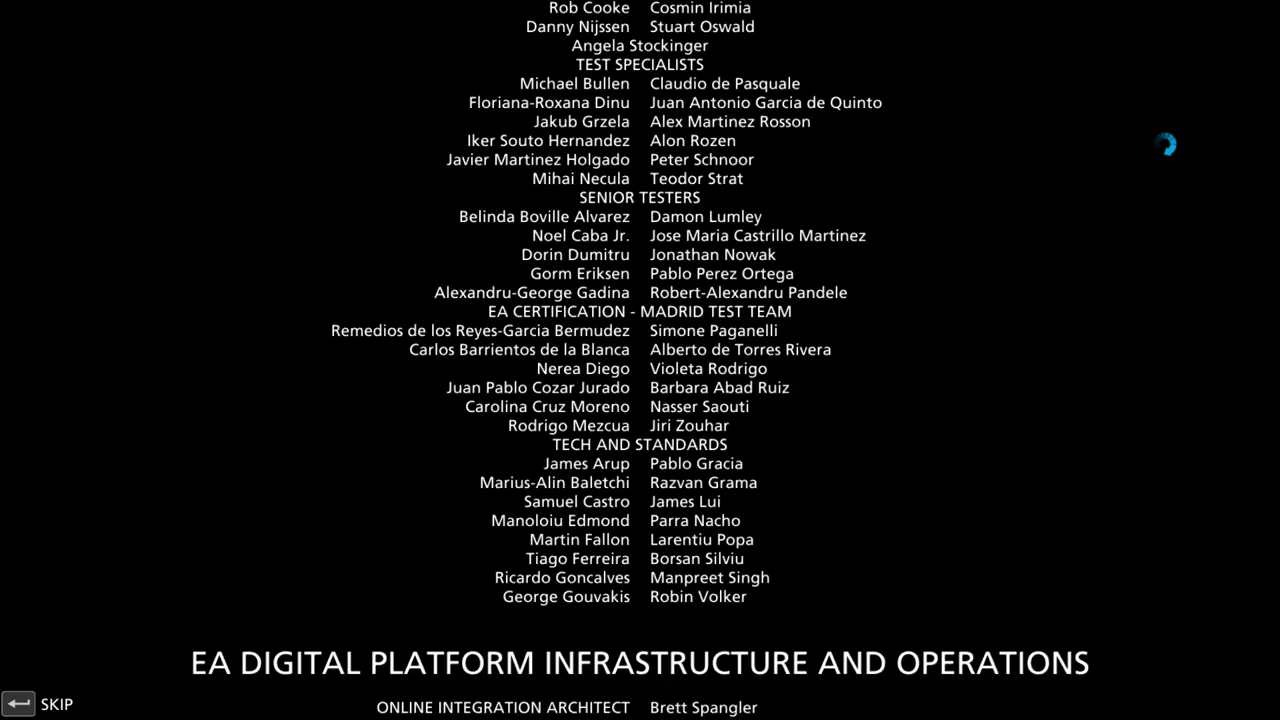 Rob Cooke Cosmin Irimia
Danny Nijssen Stuart Oswald
Angela Stockinger
TEST SPECIALISTS
Michael Bullen Claudio de Pasquale
Floriana-Roxana Dinu Juan Antonio Garcia de Quinto
Jakub Grzela Alex Martinez Rosson
Iker Souto Hernandez Alon Rozen
Javier Martinez Holgado Peter Schnoor
Mihai Necula Teodor Strat
SENIOR TESTERS
Belinda Boville Alvarez Damon Lumley
Noel Caba Jr. Jose Maria Castrillo Martinez
Dorin Dumitru Jonathan Nowak
Gorm Eriksen Pablo Perez Ortega
Alexandru-George Gadina Robert-Alexandru Pandele
EA CERTIFICATION - MADRID TEST TEAM
Remedios de los Reyes-Garcia Bermudez Simone Paganelli
Carlos Barrientos de la Blanca Alberto de Torres Rivera
Nerea Diego Violeta Rodrigo
Juan Pablo Cozar Jurado Barbara Abad Ruiz
Carolina Cruz Moreno Nasser Saouti
Rodrigo Mezcua Jiri Zouhar
TECH AND STANDARDS
James Arup Pablo Gracia
Marius-Alin Baletchi Razvan Grama
Samuel Castro James Lui
Manoloiu Edmond Parra Nacho
Martin Fallon Larentiu Popa
Tiago Ferreira Borsan Silviu
Ricardo Goncalves Manpreet Singh
George Gouvakis Robin Volker
EA DIGITAL PLATFORM INFRASTRUCTURE AND OPERATIONS
SKIP
ONLINE INTEGRATION ARCHITECT Brett Spangler